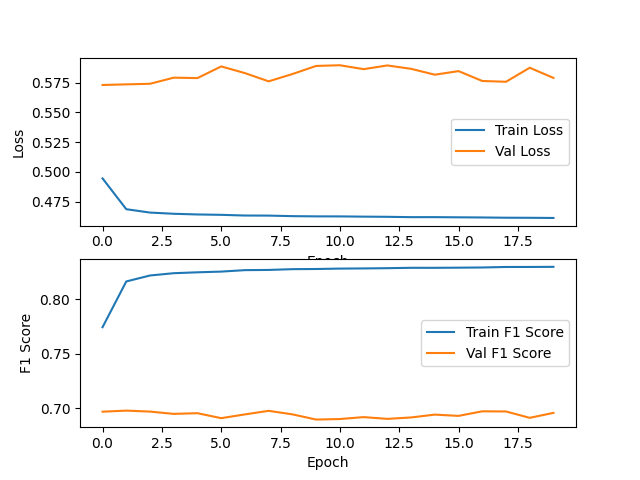 0.575
0.550
0.525
0.500
0.475
Loss
Train Loss
Val Loss
0.0 2.5 5.0 7.5 10.0 12.5 15.0 17.5
Epoch
0.80
0.75
0.70
F1 Score
Train F1 Score
Val F1 Score
0.0 2.5 5.0 7.5 10.0 12.5 15.0 17.5
Epoch